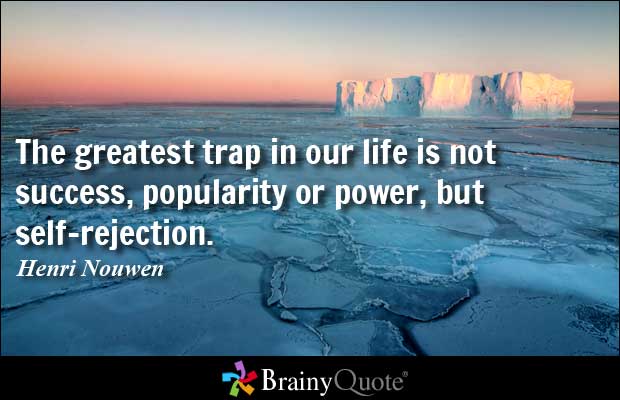 The greatest trap in our life is not
success, popularity or power, but
self-rejection.
Henri Nouwen
BrainyQuote®